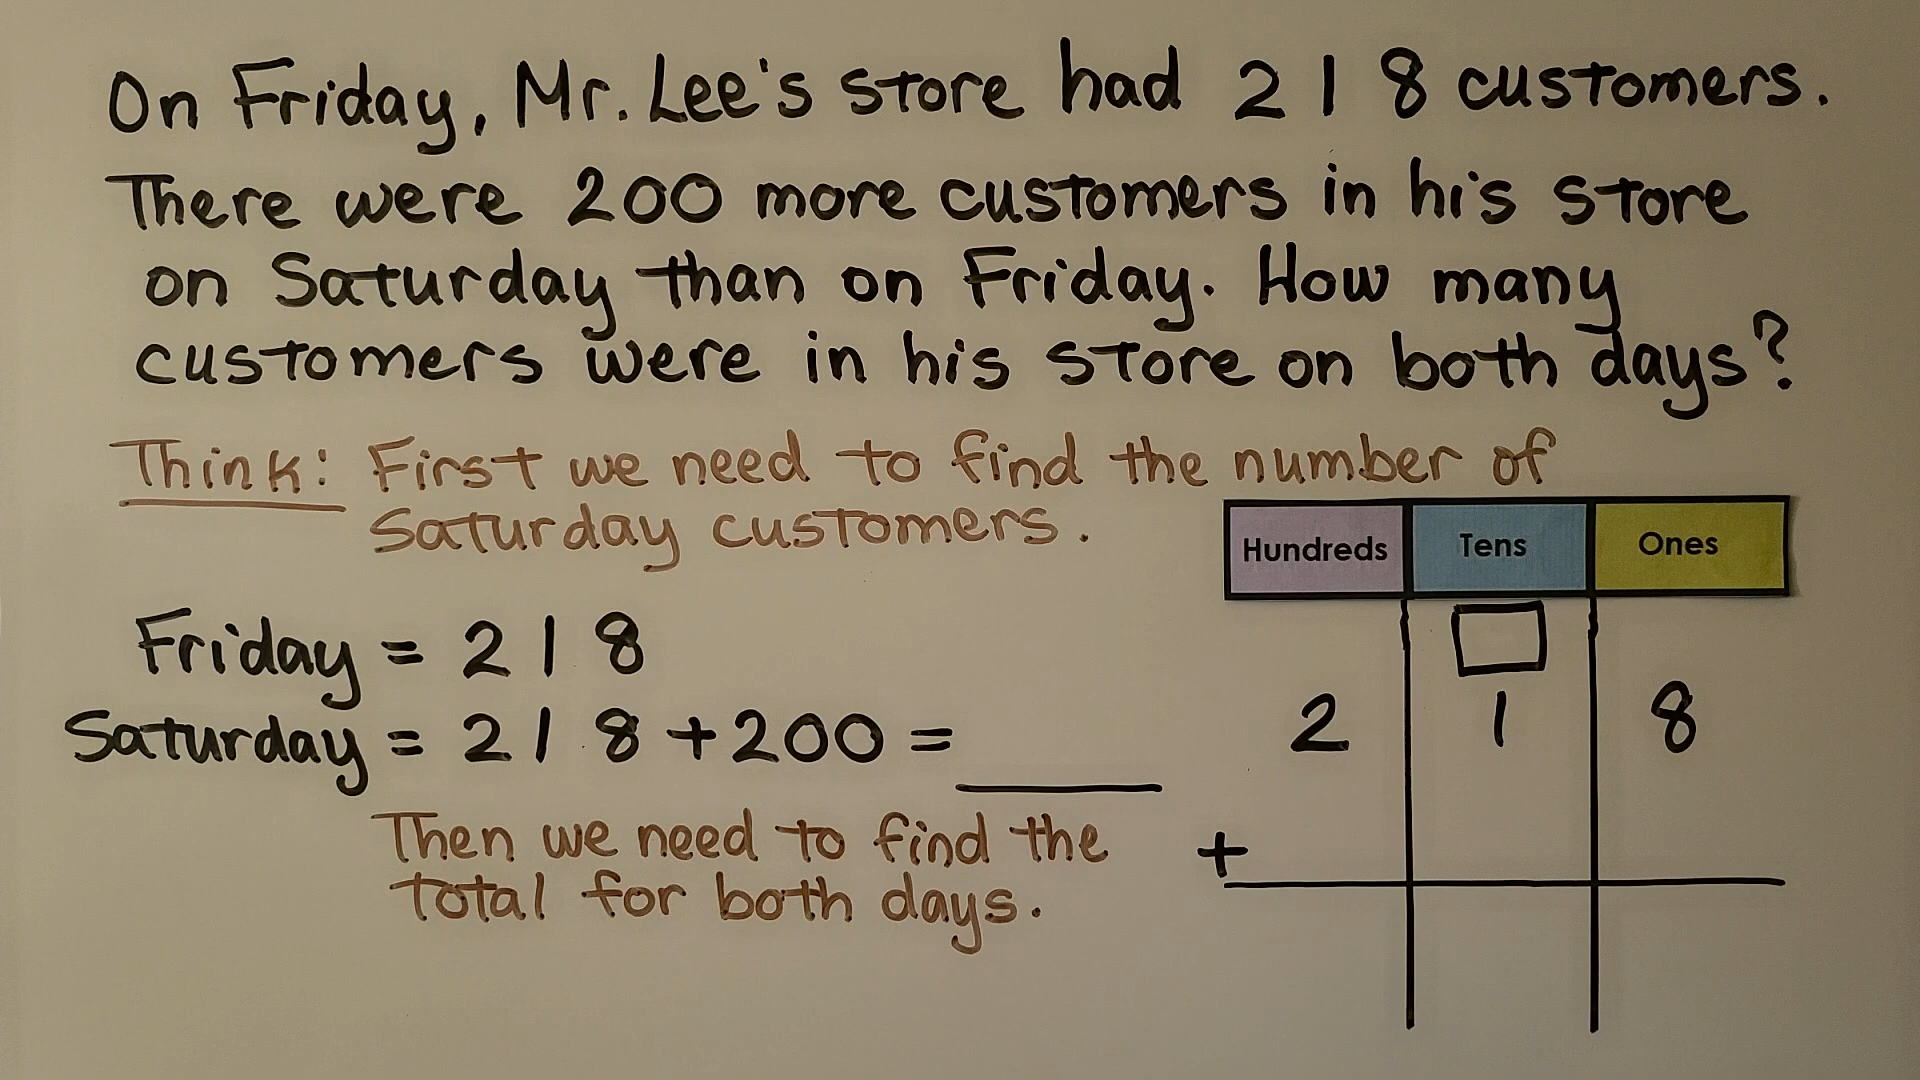 On Friday, Mr. Lee's store had 218 customers.
There were 200 more customers in his store
on Saturday than on Friday. How many
customers were in his store on both days?
Think: First we need to find the number of
Saturday customers.
Hundreds Tens Ones
Friday = 218
Saturday = 218 + 200 = ____
2 1 8
Then we need to find the
total for both days.
+